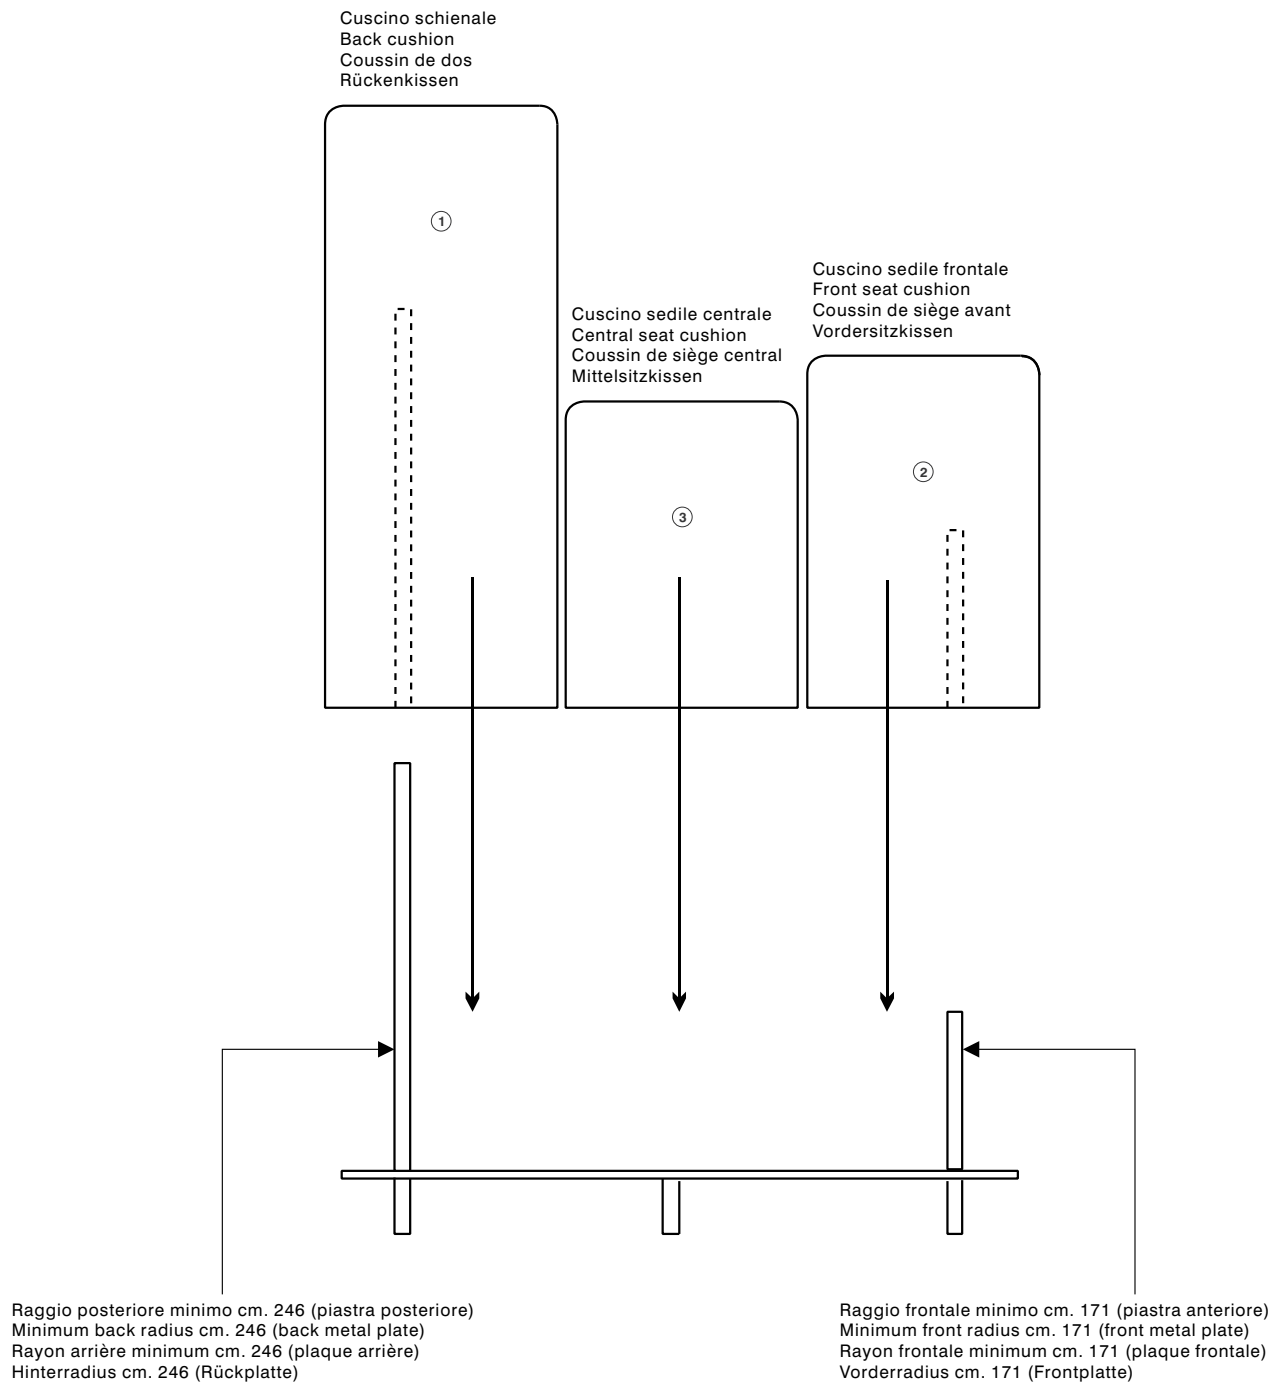 Cuscino schienale
Back cushion
Coussin de dos
Rückenkissen
1
Cuscino sedile frontale
Front seat cushion
Coussin de siège avant
Vordersitzkissen
Cuscino sedile centrale
Central seat cushion
Coussin de siège central
Mittelsitzkissen
2
3
Raggio posteriore minimo cm. 246 (piastra posteriore)
Minimum back radius cm. 246 (back metal plate)
Rayon arrière minimum cm. 246 (plaque arrière)
Hinterradius cm. 246 (Rückplatte)
Raggio frontale minimo cm. 171 (piastra anteriore)
Minimum front radius cm. 171 (front metal plate)
Rayon frontale minimum cm. 171 (plaque frontale)
Vorderradius cm. 171 (Frontplatte)